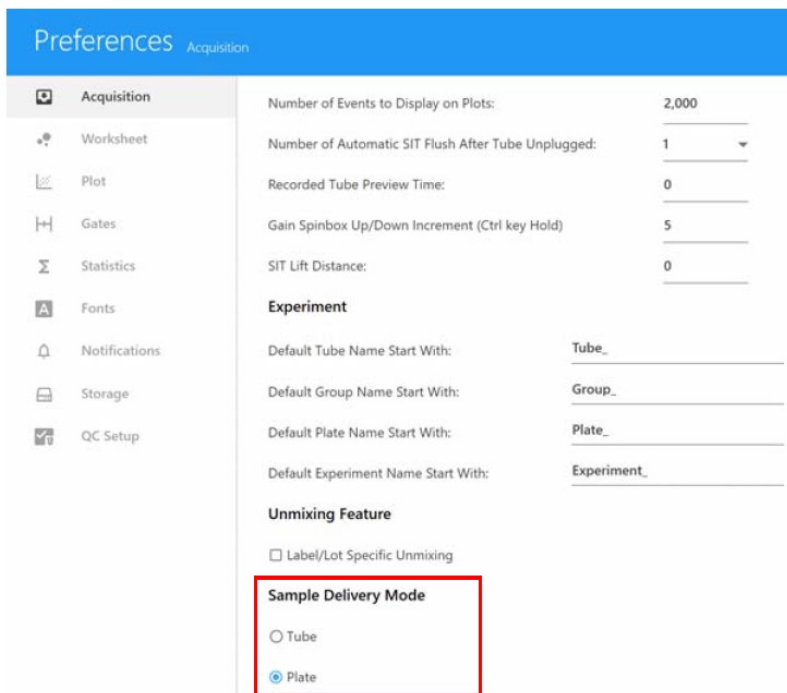 Preferences Acquisition
Acquisition
Worksheet
Plot
Gates
Statistics
Fonts
Notifications
Storage
QC Setup
Number of Events to Display on Plots: 2,000
Number of Automatic SIT Flush After Tube Unplugged: 1
Recorded Tube Preview Time: 0
Gain Spinbox Up/Down Increment (Ctrl key Hold) 5
SIT Lift Distance: 0
Experiment
Default Tube Name Start With: Tube_
Default Group Name Start With: Group_
Default Plate Name Start With: Plate_
Default Experiment Name Start With: Experiment_
Unmixing Feature
Label/Lot Specific Unmixing
Sample Delivery Mode
Tube
Plate